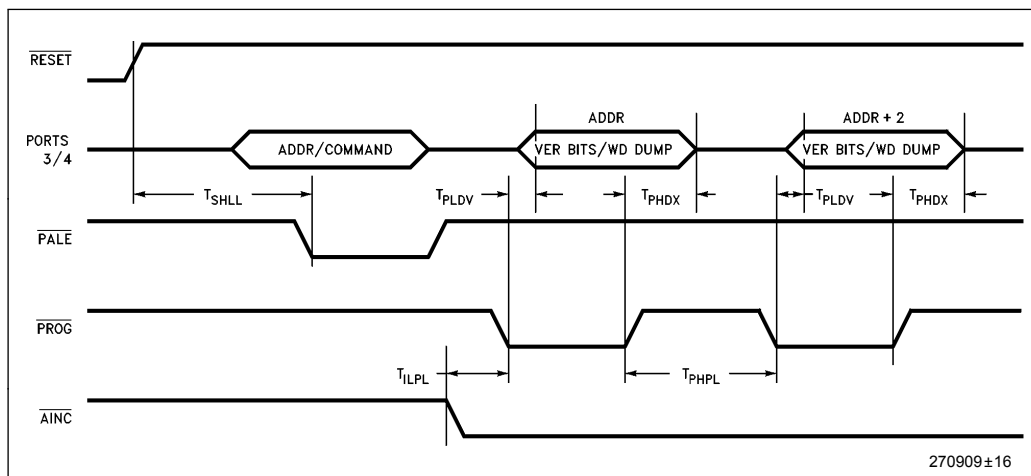 RESET
PORTS
3/4
ADDR/COMMAND
ADDR
VER BITS/WD DUMP
ADDR + 2
VER BITS/WD DUMP
TSHLL
TPLDV
TPHDX
TPLDV
TPHDX
PALE
PROG
TILPL
TPHPL
AINC
270909±16